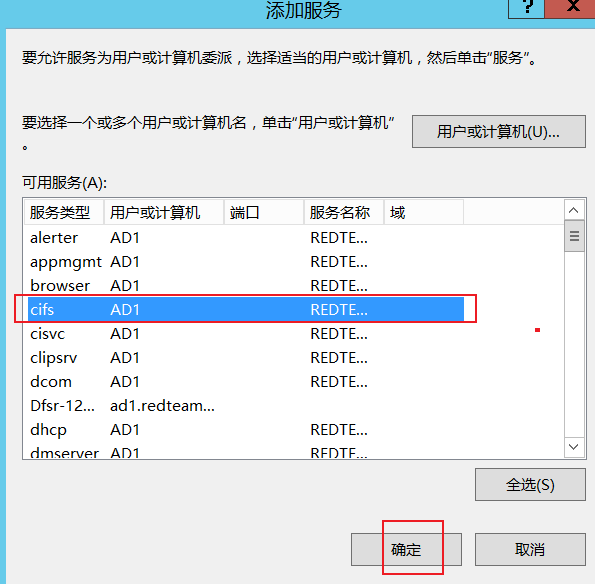 添加服务
?
x
要允许服务为用户或计算机委派，选择适当的用户或计算机，然后单击“服务”。
要选择一个或多个用户或计算机名，单击“用户或计算机”
。
用户或计算机(U)...
可用服务(A):
服务类型 用户或计算机 端口 服务名称 域
alerter AD1 REDTE...
appmgmt AD1 REDTE...
browser AD1 REDTE...
cifs AD1 REDTE...
cisvc AD1 REDTE...
clipsrv AD1 REDTE...
dcom AD1 REDTE...
Dfsr-12... ad1.redteam...
dhcp AD1 REDTE...
dmserver AD1 REDTE...
全选(S)
确定 取消